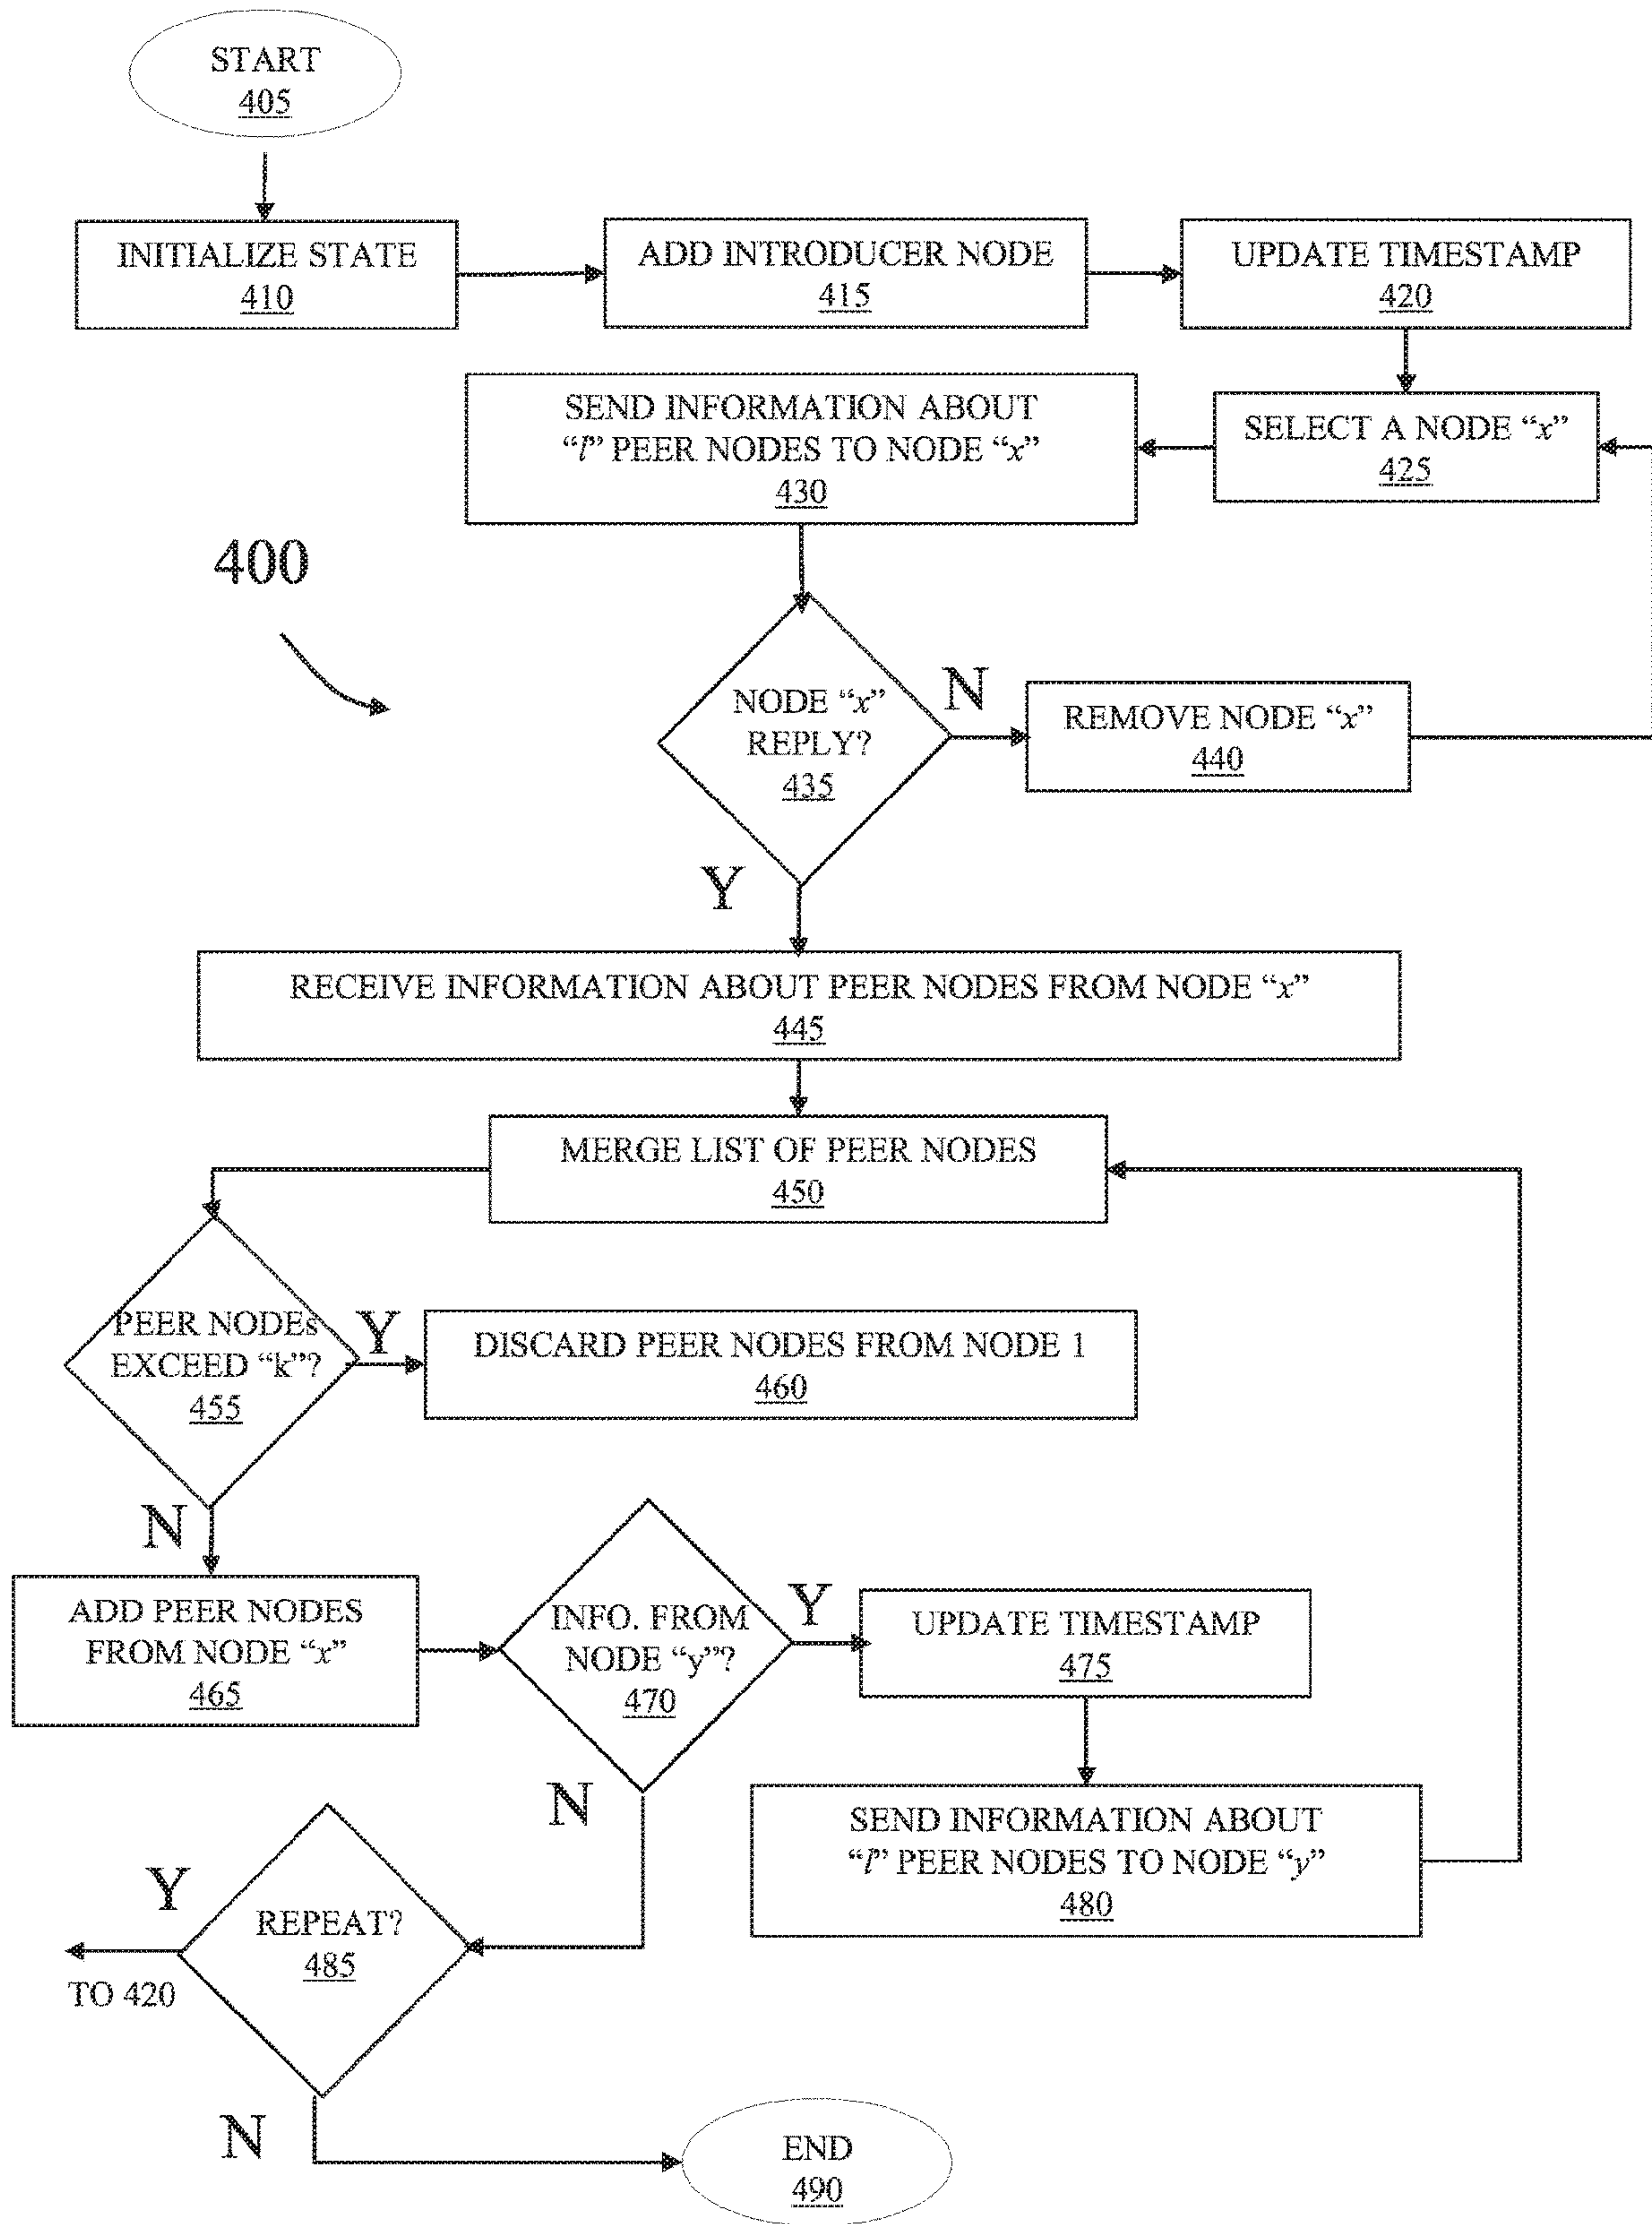 START
405
INITIALIZE STATE
410
ADD INTRODUCER NODE
415
UPDATE TIMESTAMP
420
SELECT A NODE “x”
425
SEND INFORMATION ABOUT
“l” PEER NODES TO NODE “x”
430
400
NODE “x”
REPLY?
435
N
REMOVE NODE “x”
440
Y
RECEIVE INFORMATION ABOUT PEER NODES FROM NODE “x”
445
MERGE LIST OF PEER NODES
450
PEER NODEs
EXCEED “k”?
455
Y
DISCARD PEER NODES FROM NODE 1
460
N
ADD PEER NODES
FROM NODE “x”
465
INFO. FROM
NODE “y”?
470
Y
UPDATE TIMESTAMP
475
N
SEND INFORMATION ABOUT
“l” PEER NODES TO NODE “y”
480
REPEAT?
485
Y
TO 420
N
END
490